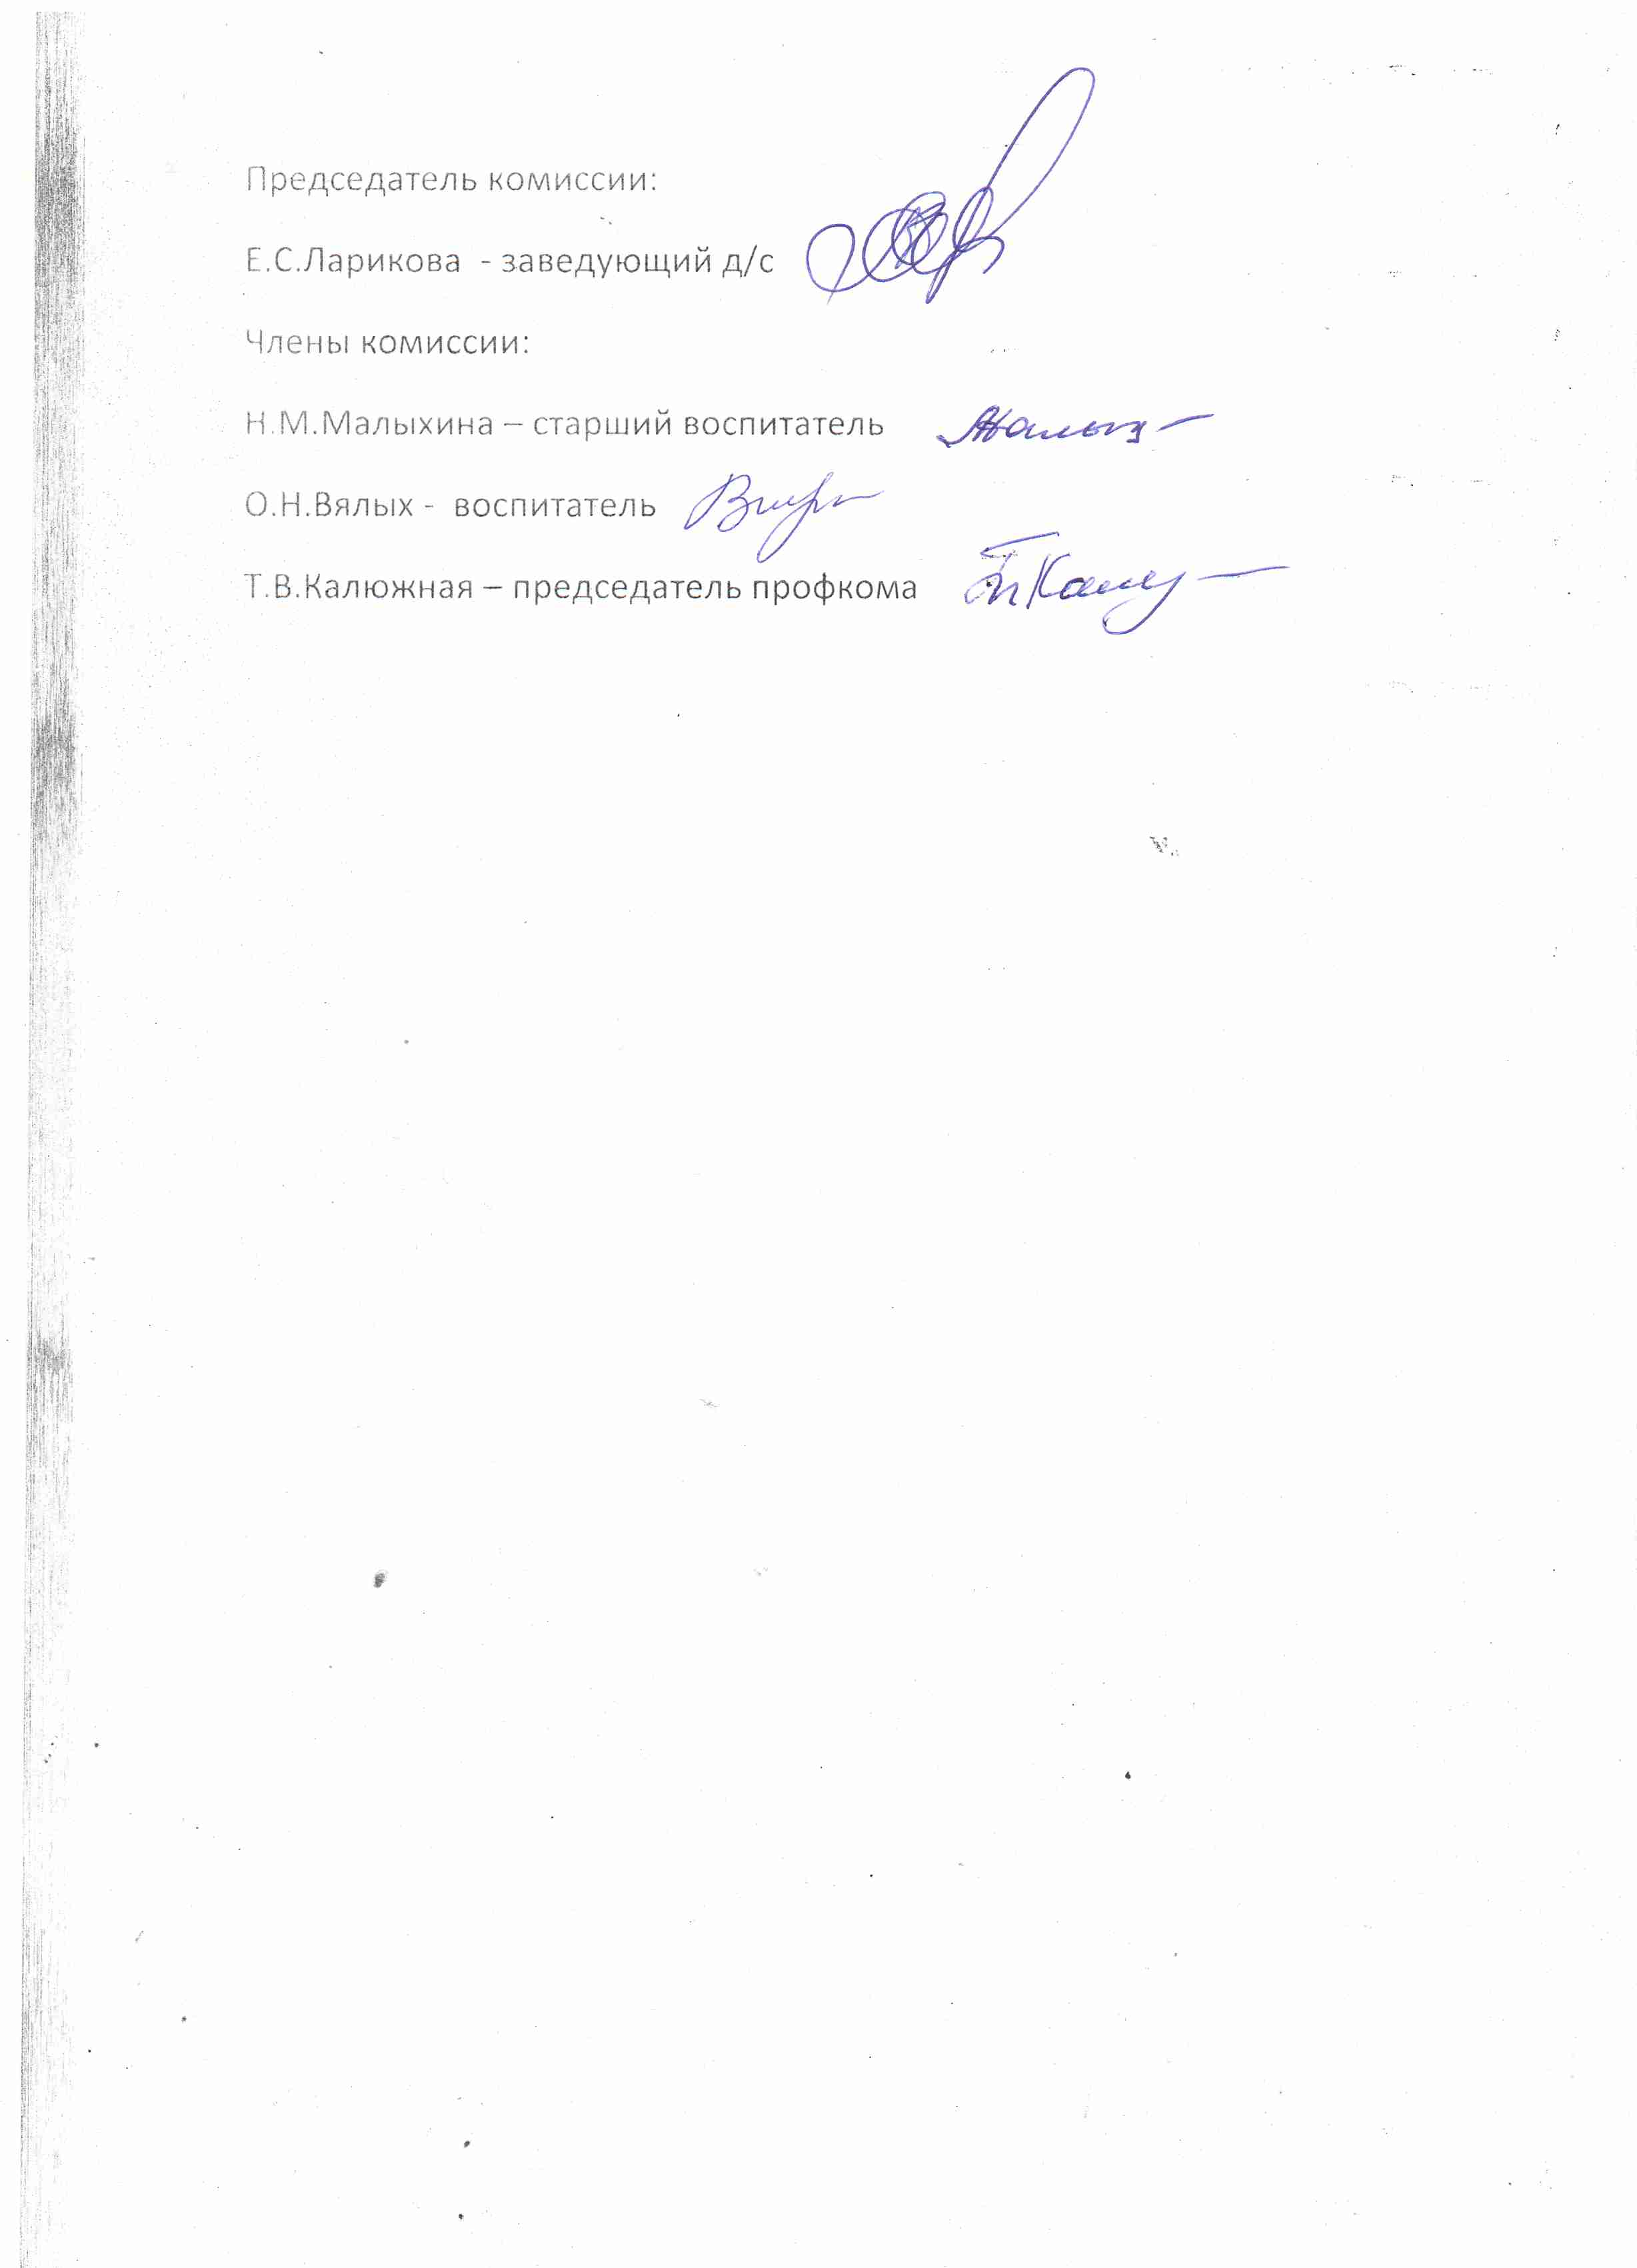 Председатель комиссии:
Е.С.Ларикова - заведующий д/с
Члены комиссии:
Н.М.Малыхина – старший воспитатель
О.Н.Вялых - воспитатель
Т.В.Калюжная – председатель профкома